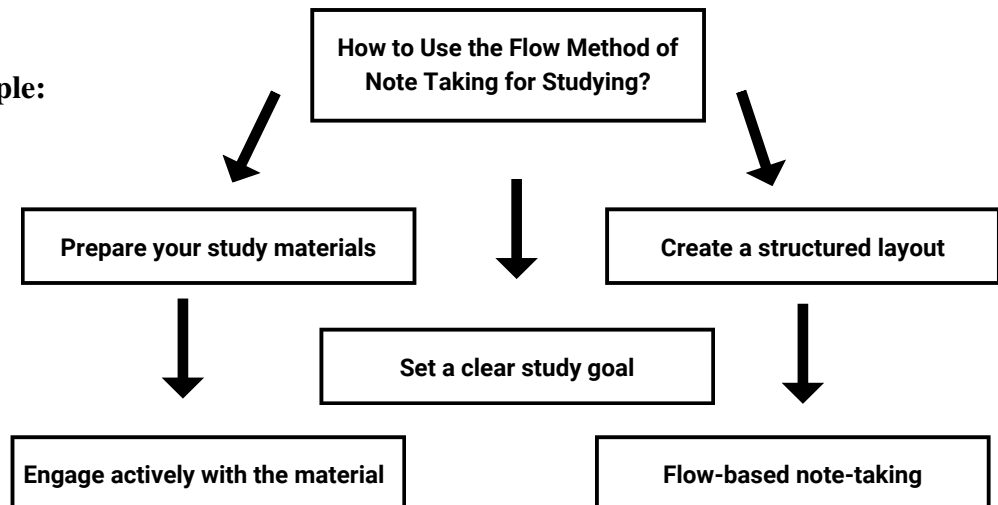 How to Use the Flow Method of
Note Taking for Studying?
ple:
Prepare your study materials
Create a structured layout
Set a clear study goal
Engage actively with the material
Flow-based note-taking